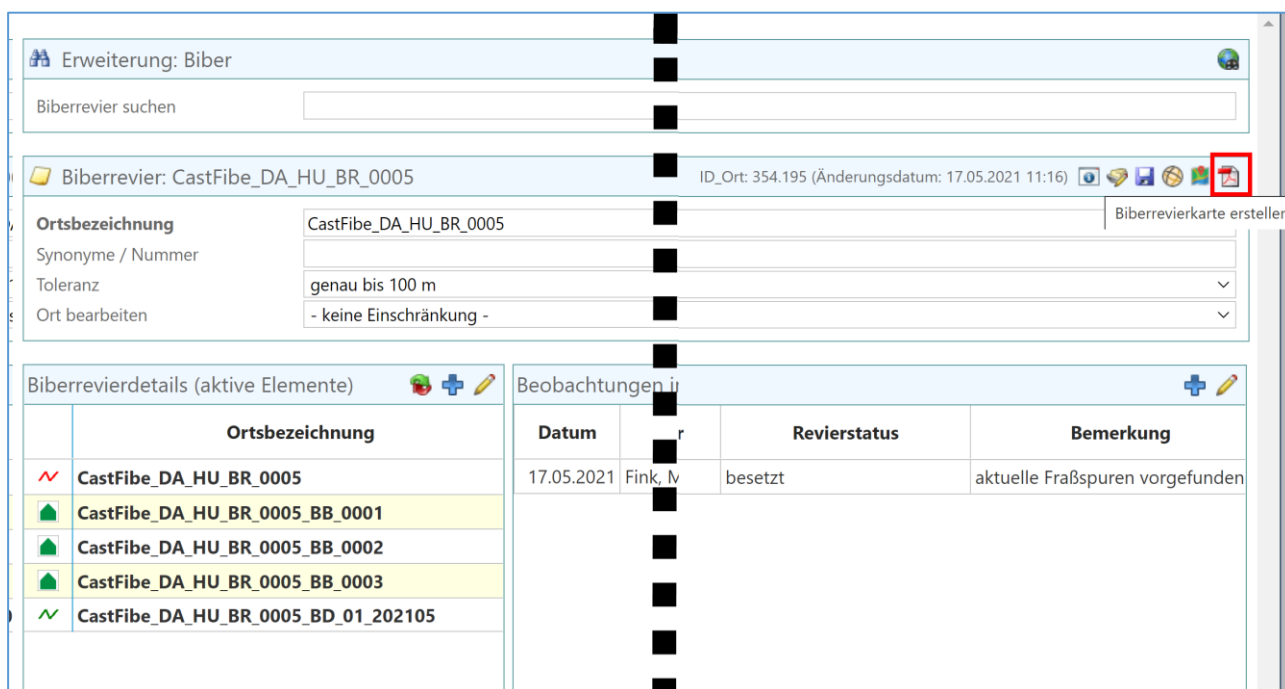 Erweiterung: Biber
Biberrevier suchen
Biberrevier: CastFibe_DA_HU_BR_0005 ID_Ort: 354.195 (Änderungsdatum: 17.05.2021 11:16)
Biberrevierkarte erstellen
Ortsbezeichnung CastFibe_DA_HU_BR_0005
Synonyme / Nummer
Toleranz genau bis 100 m
Ort bearbeiten - keine Einschränkung -
Biberrevierdetails (aktive Elemente) Beobachtungen
Ortsbezeichnung Datum Revierstatus Bemerkung
CastFibe_DA_HU_BR_0005 17.05.2021 Fink, M besetzt aktuelle Fraßspuren vorgefunden
CastFibe_DA_HU_BR_0005_BB_0001
CastFibe_DA_HU_BR_0005_BB_0002
CastFibe_DA_HU_BR_0005_BB_0003
CastFibe_DA_HU_BR_0005_BD_01_202105